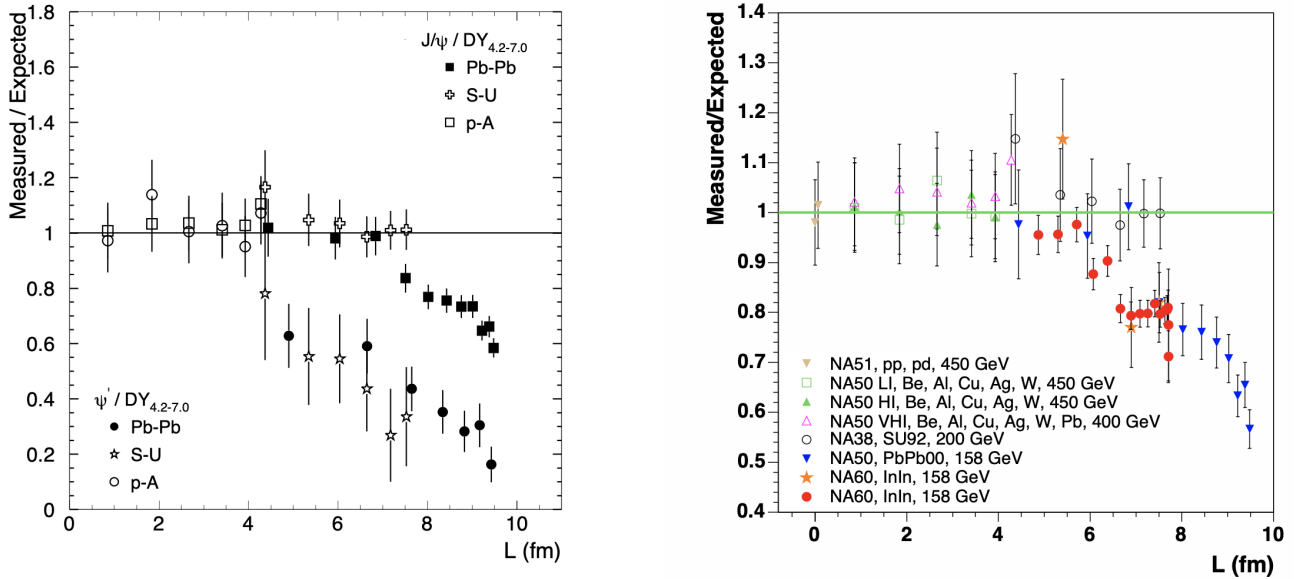 Measured / Expected
1.8
1.6
1.4
1.2
1
0.8
0.6
0.4
0.2
0
0 2 4 6 8 10
L (fm)
J/ψ / DY4.2-7.0
Pb-Pb
S-U
p-A
ψ' / DY4.2-7.0
Pb-Pb
S-U
p-A
Measured/Expected
1.4
1.3
1.2
1.1
1
0.9
0.8
0.7
0.6
0.5
0.4
NA51, pp, pd, 450 GeV
NA50 LI, Be, Al, Cu, Ag, W, 450 GeV
NA50 HI, Be, Al, Cu, Ag, W, 450 GeV
NA50 VHI, Be, Al, Cu, Ag, W, Pb, 400 GeV
NA38, SU92, 200 GeV
NA50, PbPb00, 158 GeV
NA60, InIn, 158 GeV
NA60, InIn, 158 GeV
0 2 4 6 8 10
L (fm)